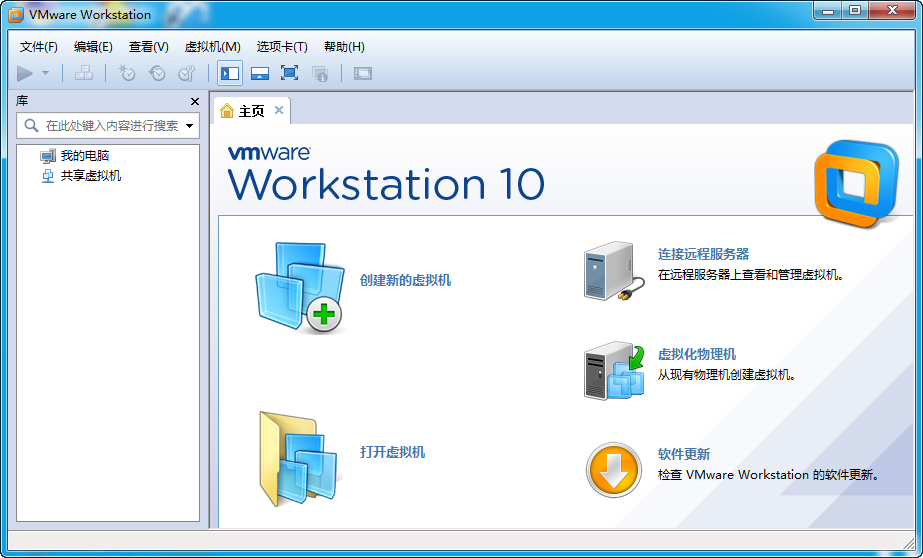 VMware Workstation
文件(F) 编辑(E) 查看(V) 虚拟机(M) 选项卡(T) 帮助(H)
库
在此处键入内容进行搜索
我的电脑
共享虚拟机
主页
vmware
Workstation 10
创建新的虚拟机
打开虚拟机
连接远程服务器
在远程服务器上查看和管理虚拟机。
虚拟化物理机
从现有物理机创建虚拟机。
软件更新
检查 VMware Workstation 的软件更新。